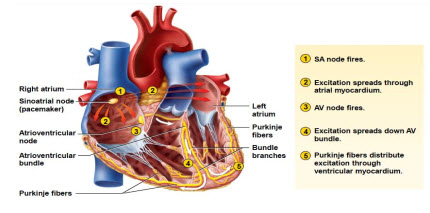 Right atrium
Sinoatrial node
(pacemaker)
Atrioventricular
node
Atrioventricular
bundle
Purkinje fibers
1
2
2
3
4
5
Left
atrium
Purkinje
fibers
Bundle
branches
1 SA node fires.
2 Excitation spreads through
atrial myocardium.
3 AV node fires.
4 Excitation spreads down AV
bundle.
5 Purkinje fibers distribute
excitation through
ventricular myocardium.